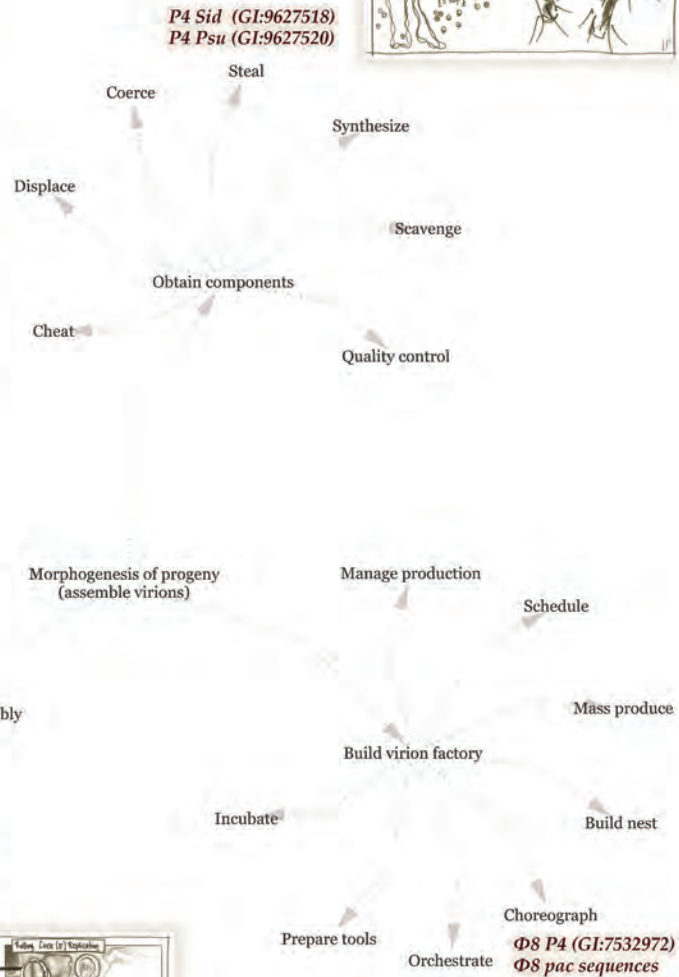 P4 Sid (GI:9627518)
P4 Psu (GI:9627520)
Steal
Coerce
Synthesize
Displace
Scavenge
Obtain components
Cheat
Quality control
Morphogenesis of progeny
(assemble virions)
Manage production
Schedule
bly
Mass produce
Build virion factory
Incubate
Build nest
Choreograph
Prepare tools
Orchestrate
Φ8 P4 (GI:7532972)
Φ8 pac sequences